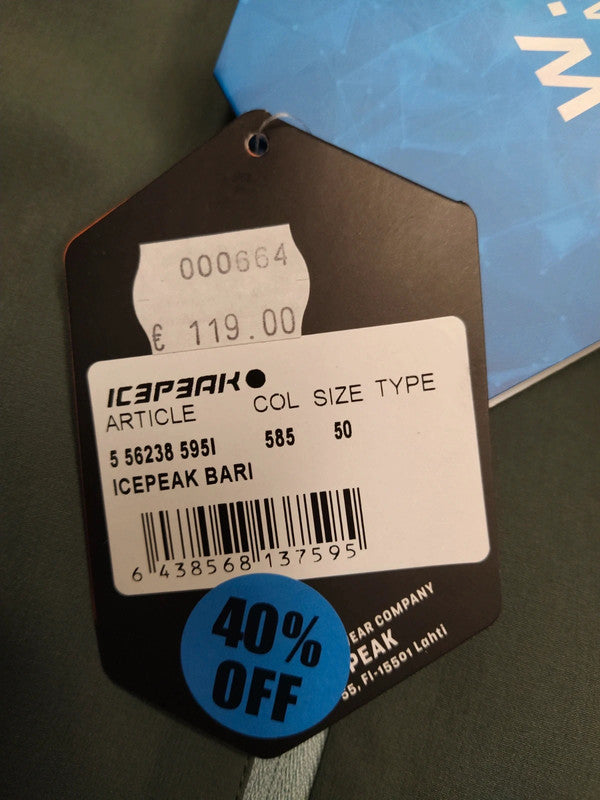 000664
€ 119.00
ICEPEAK
ARTICLE COL SIZE TYPE
5 56238 595I 585 50
ICEPEAK BARI
6 438568 137595
40%
OFF
EAR COMPANY
PEAK
55, FI-15501 Lahti